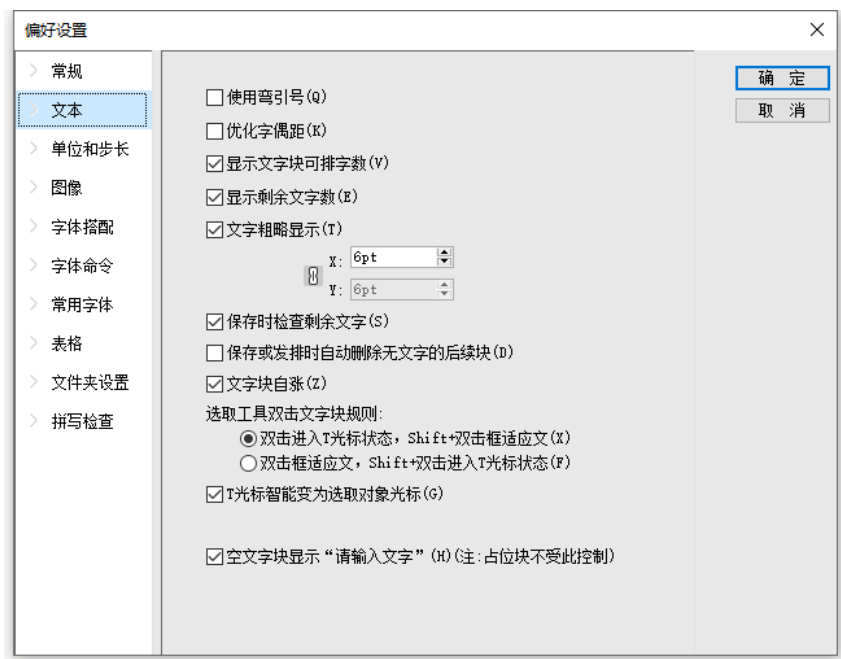 偏好设置
常规
文本
单位和步长
图像
字体搭配
字体命令
常用字体
表格
文件夹设置
拼写检查
使用弯引号(Q)
优化字偶距(K)
显示文字块可排字数(V)
显示剩余文字数(E)
文字粗略显示(T)
X: 6pt
Y: 6pt
保存时检查剩余文字(S)
保存或发排时自动删除无文字的后续块(D)
文字块自涨(Z)
选取工具双击文字块规则:
双击进入T光标状态，Shift+双击框适应文(X)
双击框适应文，Shift+双击进入T光标状态(F)
T光标智能变为选取对象光标(G)
空文字块显示“请输入文字”(H)(注:占位块不受此控制)
确 定
取 消